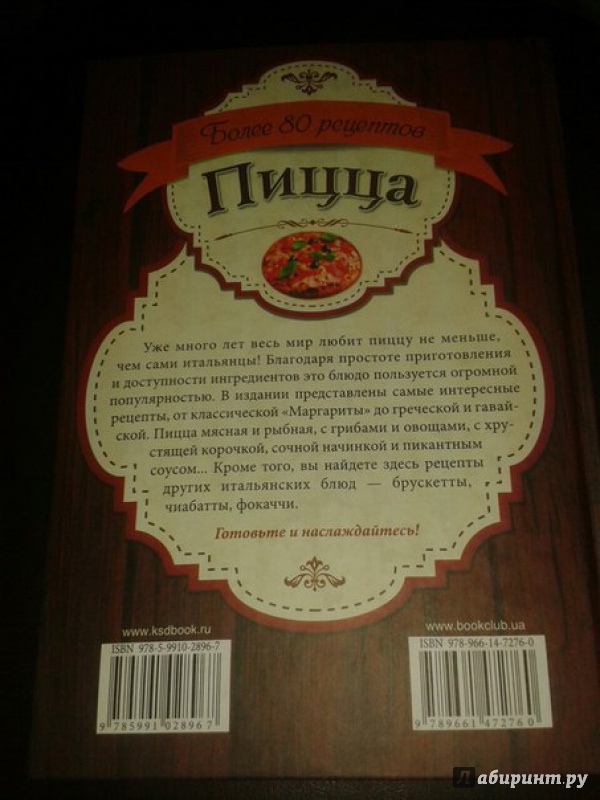 Более 80 рецептов
Пицца
Уже много лет весь мир любит пиццу не меньше,
чем сами итальянцы! Благодаря простоте приготовления
и доступности ингредиентов это блюдо пользуется огромной
популярностью. В издании представлены самые интересные
рецепты, от классической «Маргариты» до греческой и гавай-
ской. Пицца мясная и рыбная, с грибами и овощами, с хру-
стящей корочкой, сочной начинкой и пикантным
соусом... Кроме того, вы найдете здесь рецепты
других итальянских блюд — брускетты,
чиабатты, фокаччи.
Готовьте и наслаждайтесь!
www.ksdbook.ru
ISBN 978-5-9910-2896-7
9 785991 028967
www.bookclub.ua
ISBN 978-966-14-7276-0
9 789661 472760
Лабиринт.ру